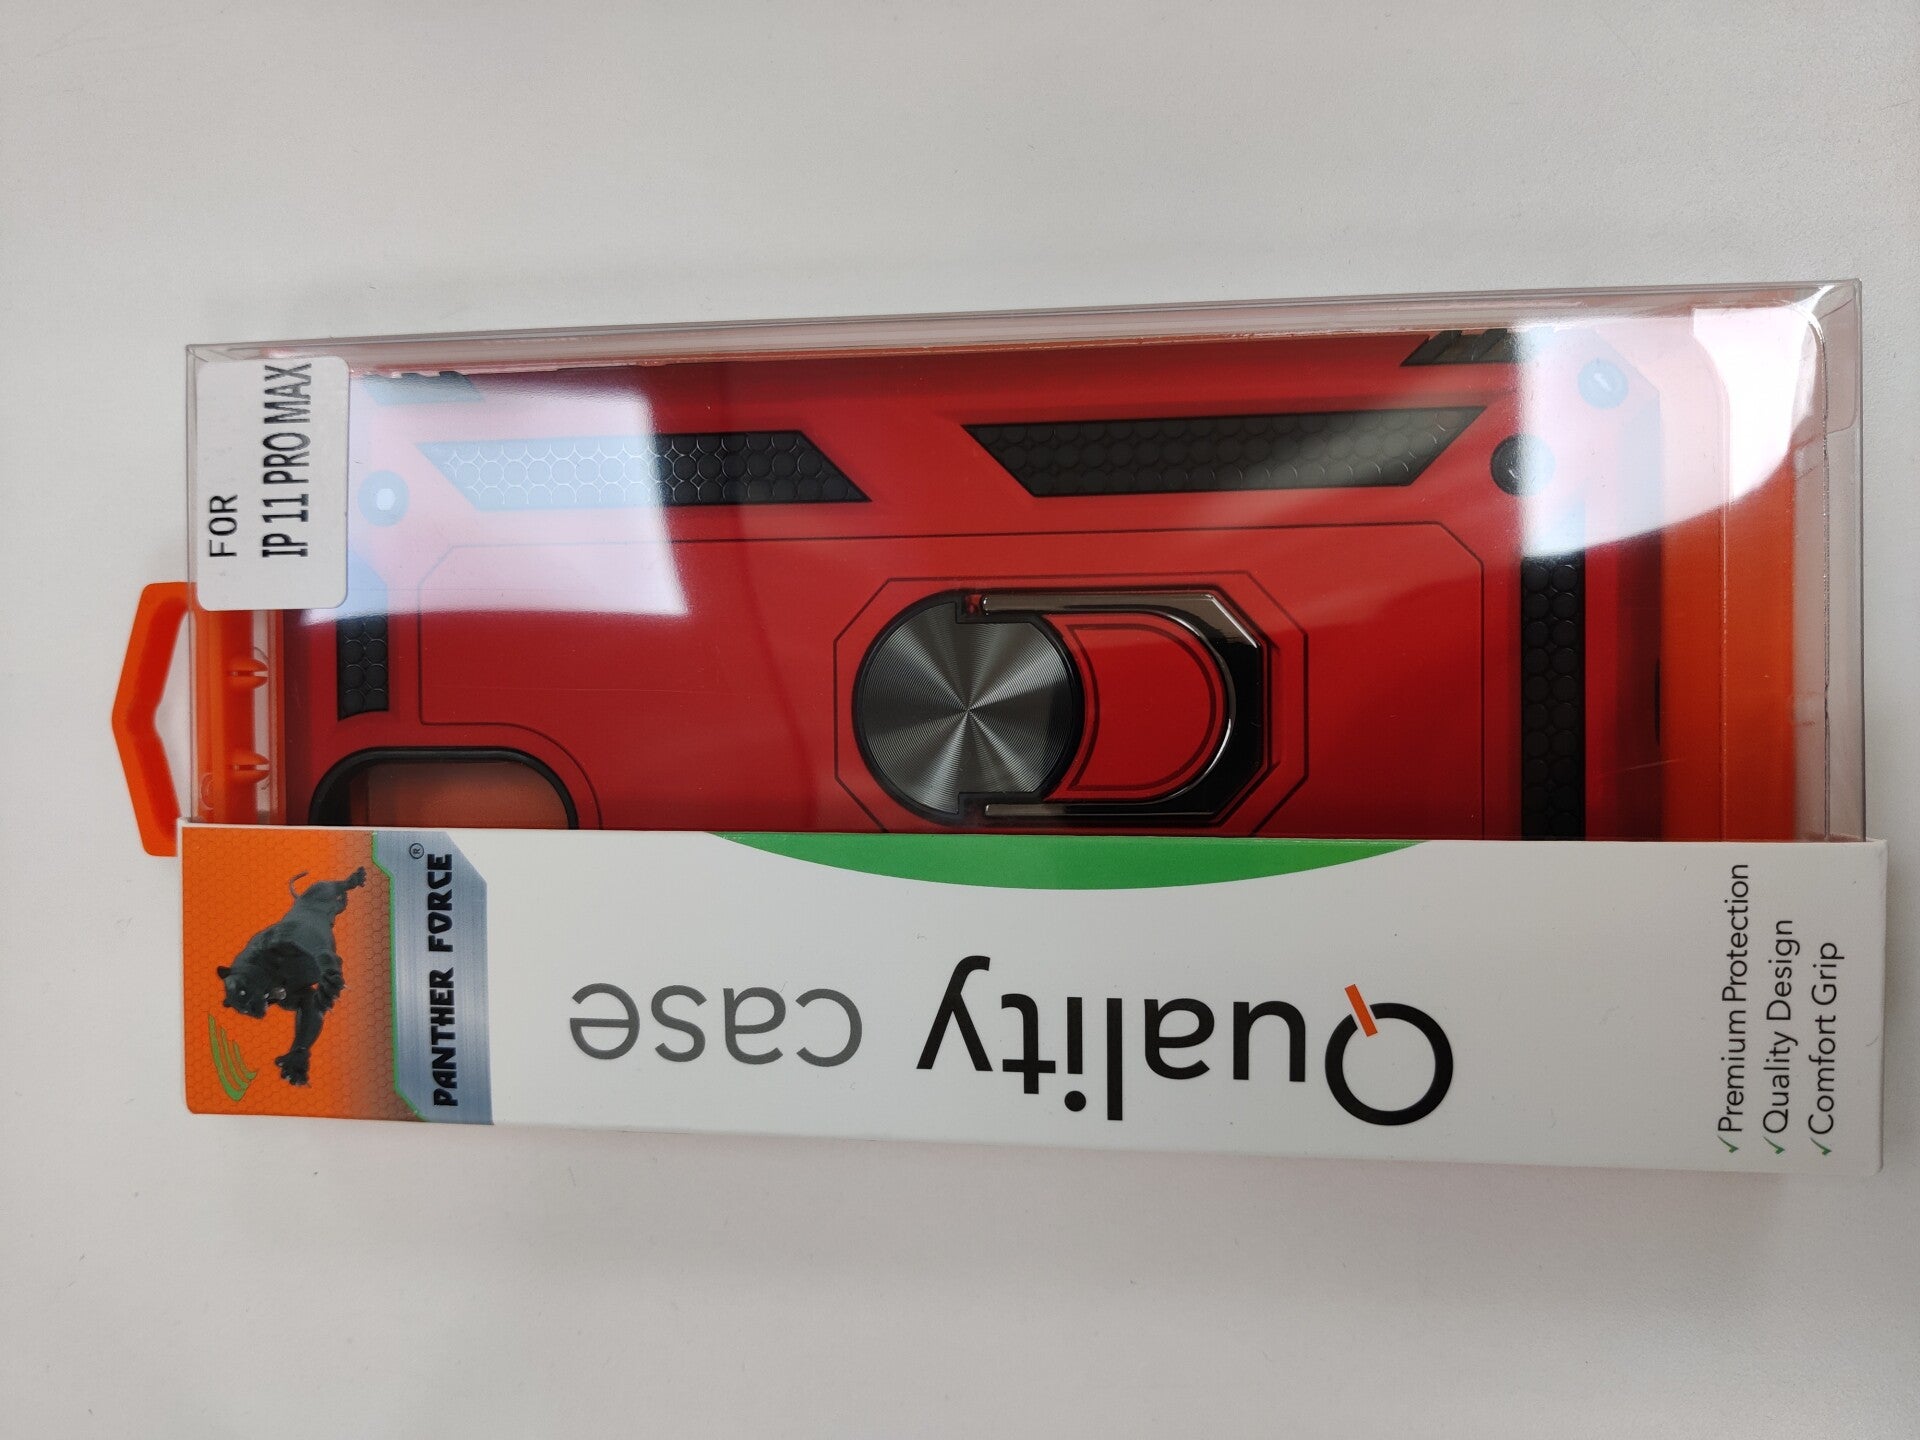 FOR
IP 11 PRO MAX
PANTHER FORCE®
Quality case
✓Premium Protection
✓Quality Design
✓Comfort Grip